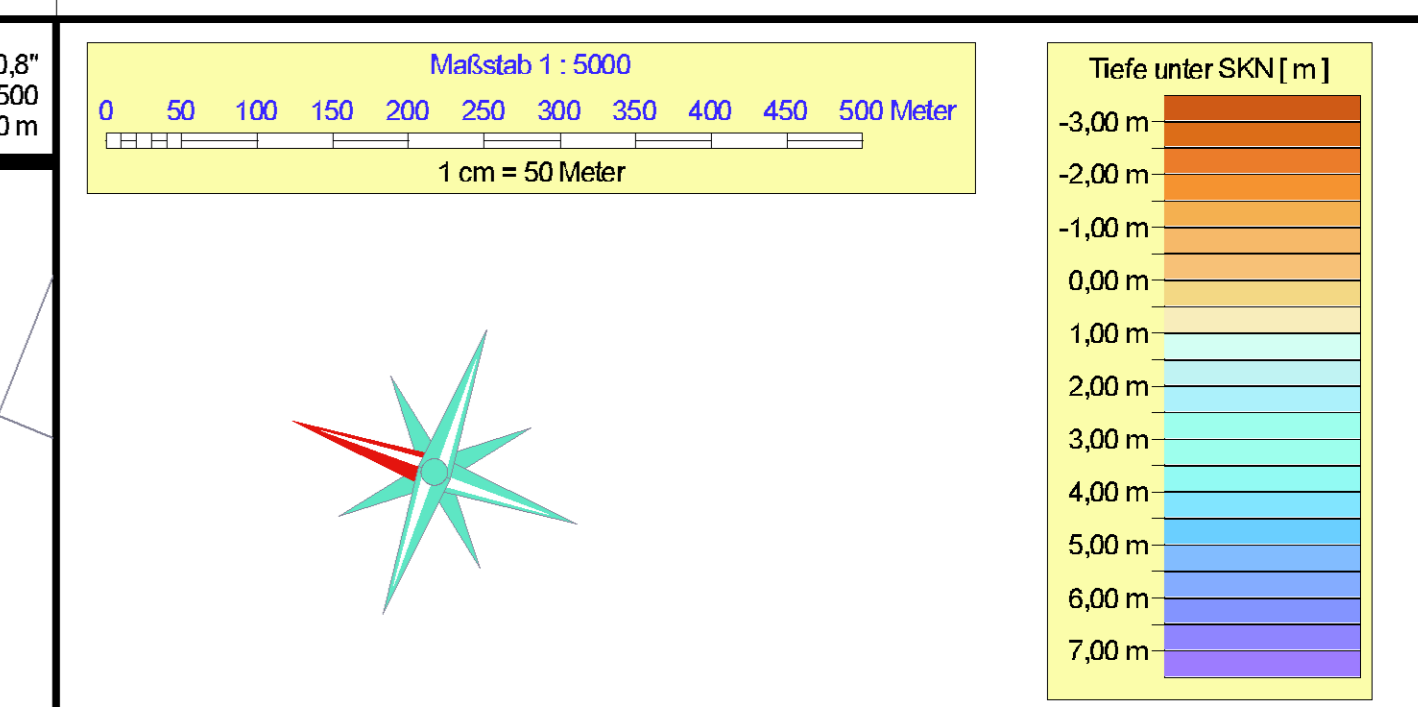 0,8"
500
0 m
Maßstab 1 : 5000
0 50 100 150 200 250 300 350 400 450 500 Meter
1 cm = 50 Meter
Tiefe unter SKN [ m ]
-3,00 m
-2,00 m
-1,00 m
0,00 m
1,00 m
2,00 m
3,00 m
4,00 m
5,00 m
6,00 m
7,00 m